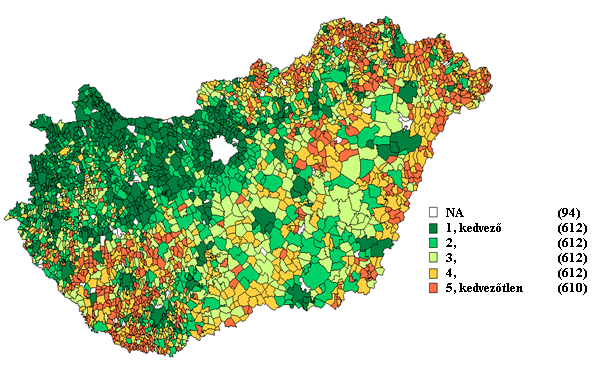 NA (94)
1, kedvező (612)
2, (612)
3, (612)
4, (612)
5, kedvezőtlen (610)